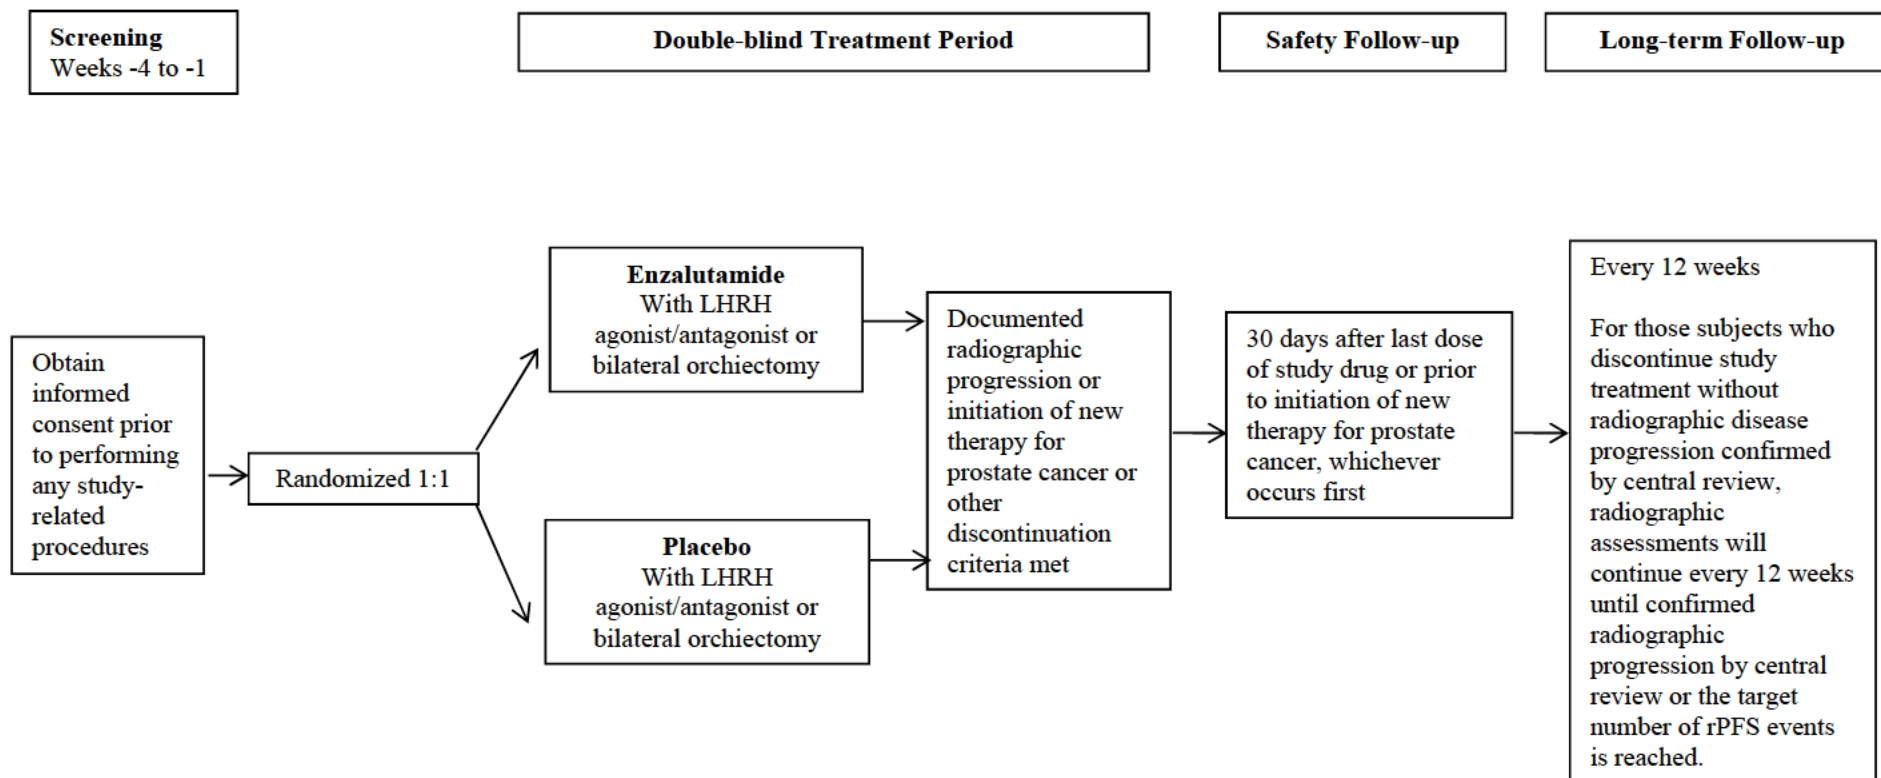 Screening
Weeks -4 to -1
Double-blind Treatment Period
Safety Follow-up
Long-term Follow-up
Obtain
informed
consent prior
to performing
any study-
related
procedures
Randomized 1:1
Enzalutamide
With LHRH
agonist/antagonist or
bilateral orchiectomy
Placebo
With LHRH
agonist/antagonist or
bilateral orchiectomy
Documented
radiographic
progression or
initiation of new
therapy for
prostate cancer or
other
discontinuation
criteria met
30 days after last dose
of study drug or prior
to initiation of new
therapy for prostate
cancer, whichever
occurs first
Every 12 weeks
For those subjects who
discontinue study
treatment without
radiographic disease
progression confirmed
by central review,
radiographic
assessments will
continue every 12 weeks
until confirmed
radiographic
progression by central
review or the target
number of rPFS events
is reached.